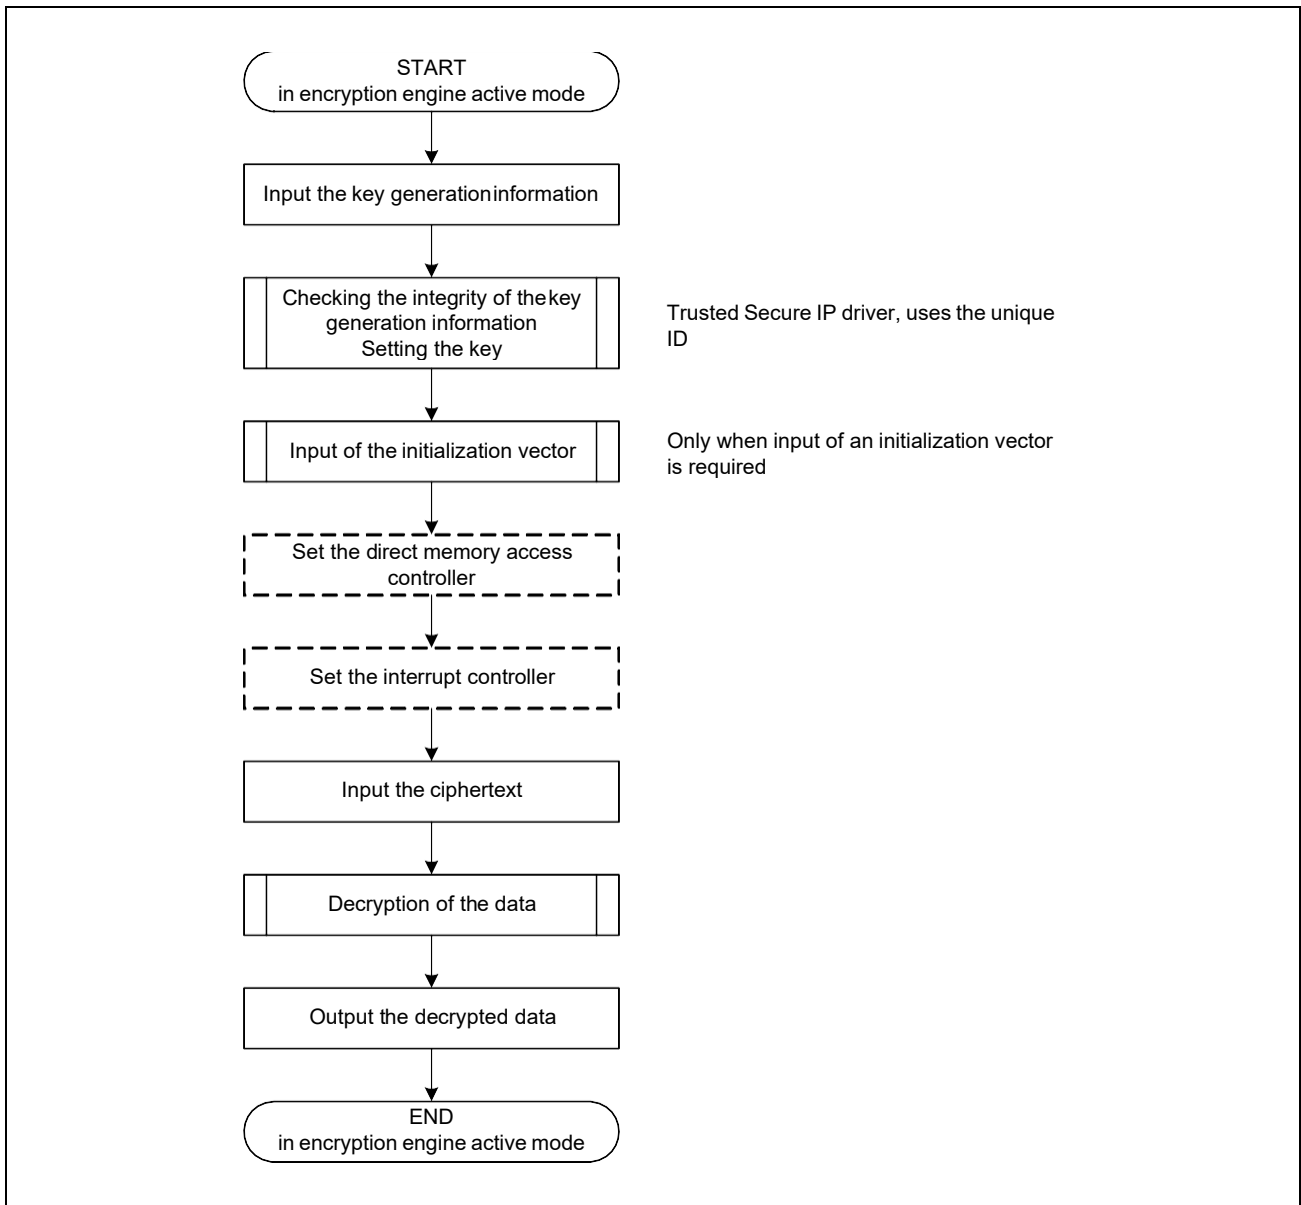 START
in encryption engine active mode
Input the key generationinformation
Checking the integrity of thekey
generation information
Setting the key
Trusted Secure IP driver, uses the unique
ID
Input of the initialization vector
Only when input of an initialization vector
is required
Set the direct memory access
controller
Set the interrupt controller
Input the ciphertext
Decryption of the data
Output the decrypted data
END
in encryption engine active mode